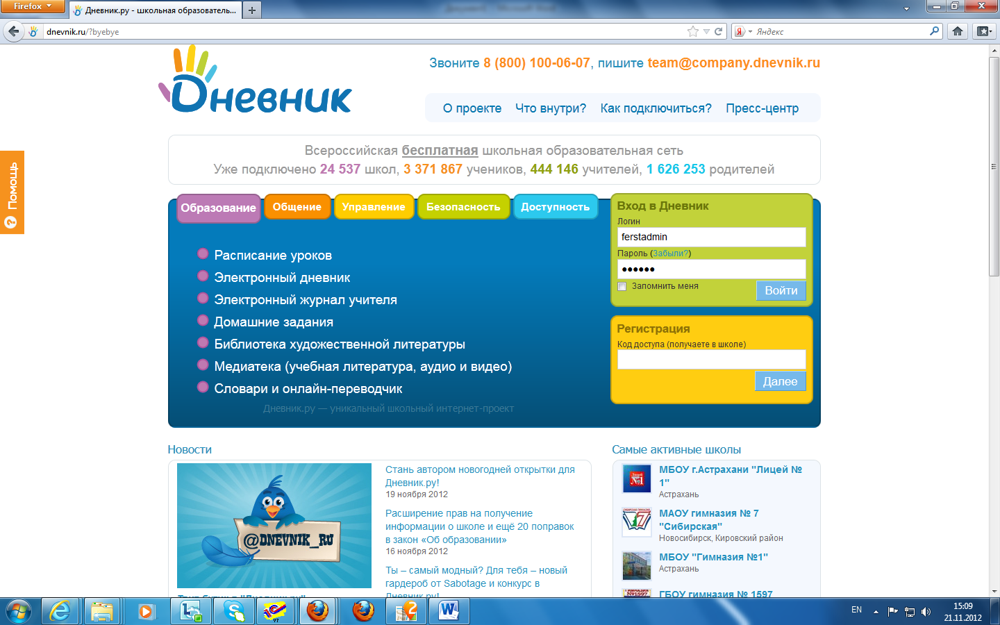 Firefox
Дневник.ру - школьная образователь...
dnevnik.ru/?byebye
Яндекс
Дневник
Звоните 8 (800) 100-06-07, пишите team@company.dnevnik.ru
О проекте Что внутри? Как подключиться? Пресс-центр
Всероссийская бесплатная школьная образовательная сеть
Уже подключено 24 537 школ, 3 371 867 учеников, 444 146 учителей, 1 626 253 родителей
Помощь
Образование Общение Управление Безопасность Доступность
Расписание уроков
Электронный дневник
Электронный журнал учителя
Домашние задания
Библиотека художественной литературы
Медиатека (учебная литература, аудио и видео)
Словари и онлайн-переводчик
Дневник.ру — уникальный школьный интернет-проект
Вход в Дневник
Логин
ferstadmin
Пароль (Забыли?)
Запомнить меня
Войти
Регистрация
Код доступа (получаете в школе)
Далее
Новости
@DNEVNIK_RU
Стань автором новогодней открытки для
Дневник.ру!
19 ноября 2012
Расширение прав на получение
информации о школе и ещё 20 поправок
в закон «Об образовании»
16 ноября 2012
Ты – самый модный? Для тебя – новый
гардероб от Sabotage и конкурс в
Дневник.ру!
Самые активные школы
МБОУ г.Астрахани "Лицей №
1"
Астрахань
МАОУ гимназия № 7
"Сибирская"
Новосибирск, Кировский район
МБОУ "Гимназия №1"
Астрахань
ГБОУ гимназия № 1597
EN
15:09
21.11.2012